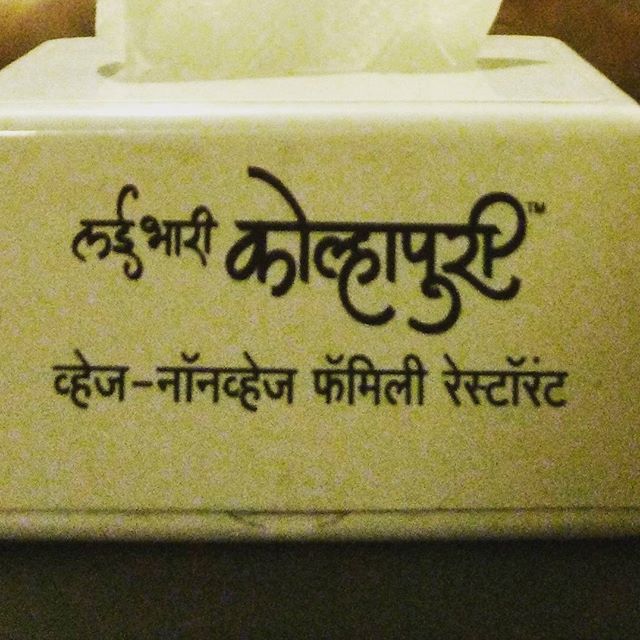 लई भारी कोल्हापुरी™
व्हेज-नॉनव्हेज फॅमिली रेस्टॉरंट